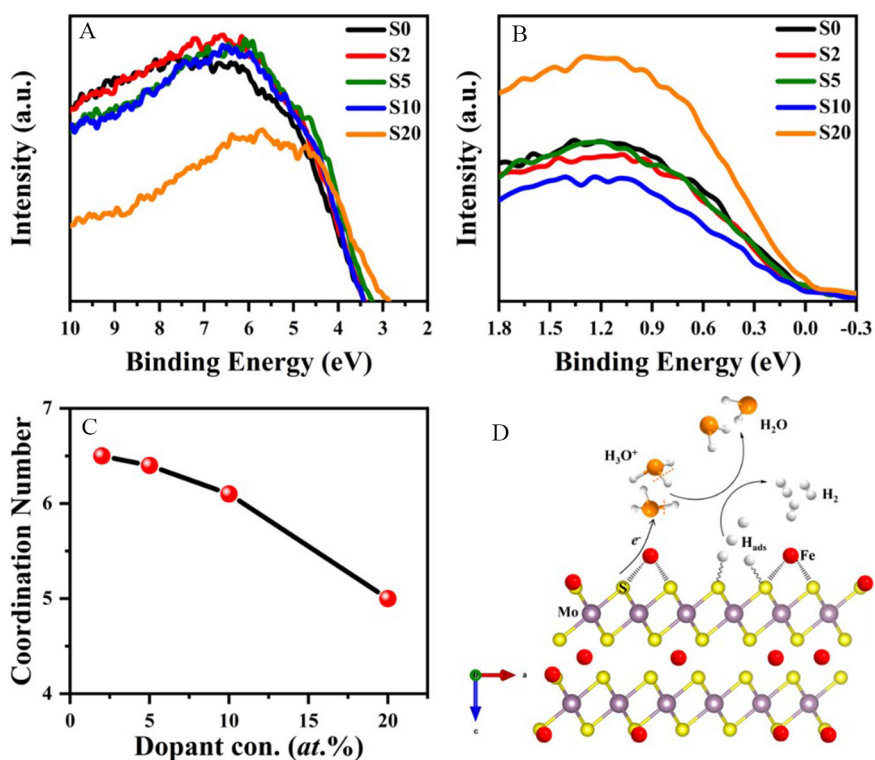 A
S0
S2
S5
S10
S20
Intensity (a.u.)
10 9 8 7 6 5 4 3 2
Binding Energy (eV)
B
S0
S2
S5
S10
S20
Intensity (a.u.)
1.8 1.5 1.2 0.9 0.6 0.3 0.0 -0.3
Binding Energy (eV)
C
7
6
5
4
Coordination Number
0 5 10 15 20
Dopant con. (at.%)
D
H₂O
H₃O⁺
H₂
e⁻
H_ads
Fe
S
Mo
a
c